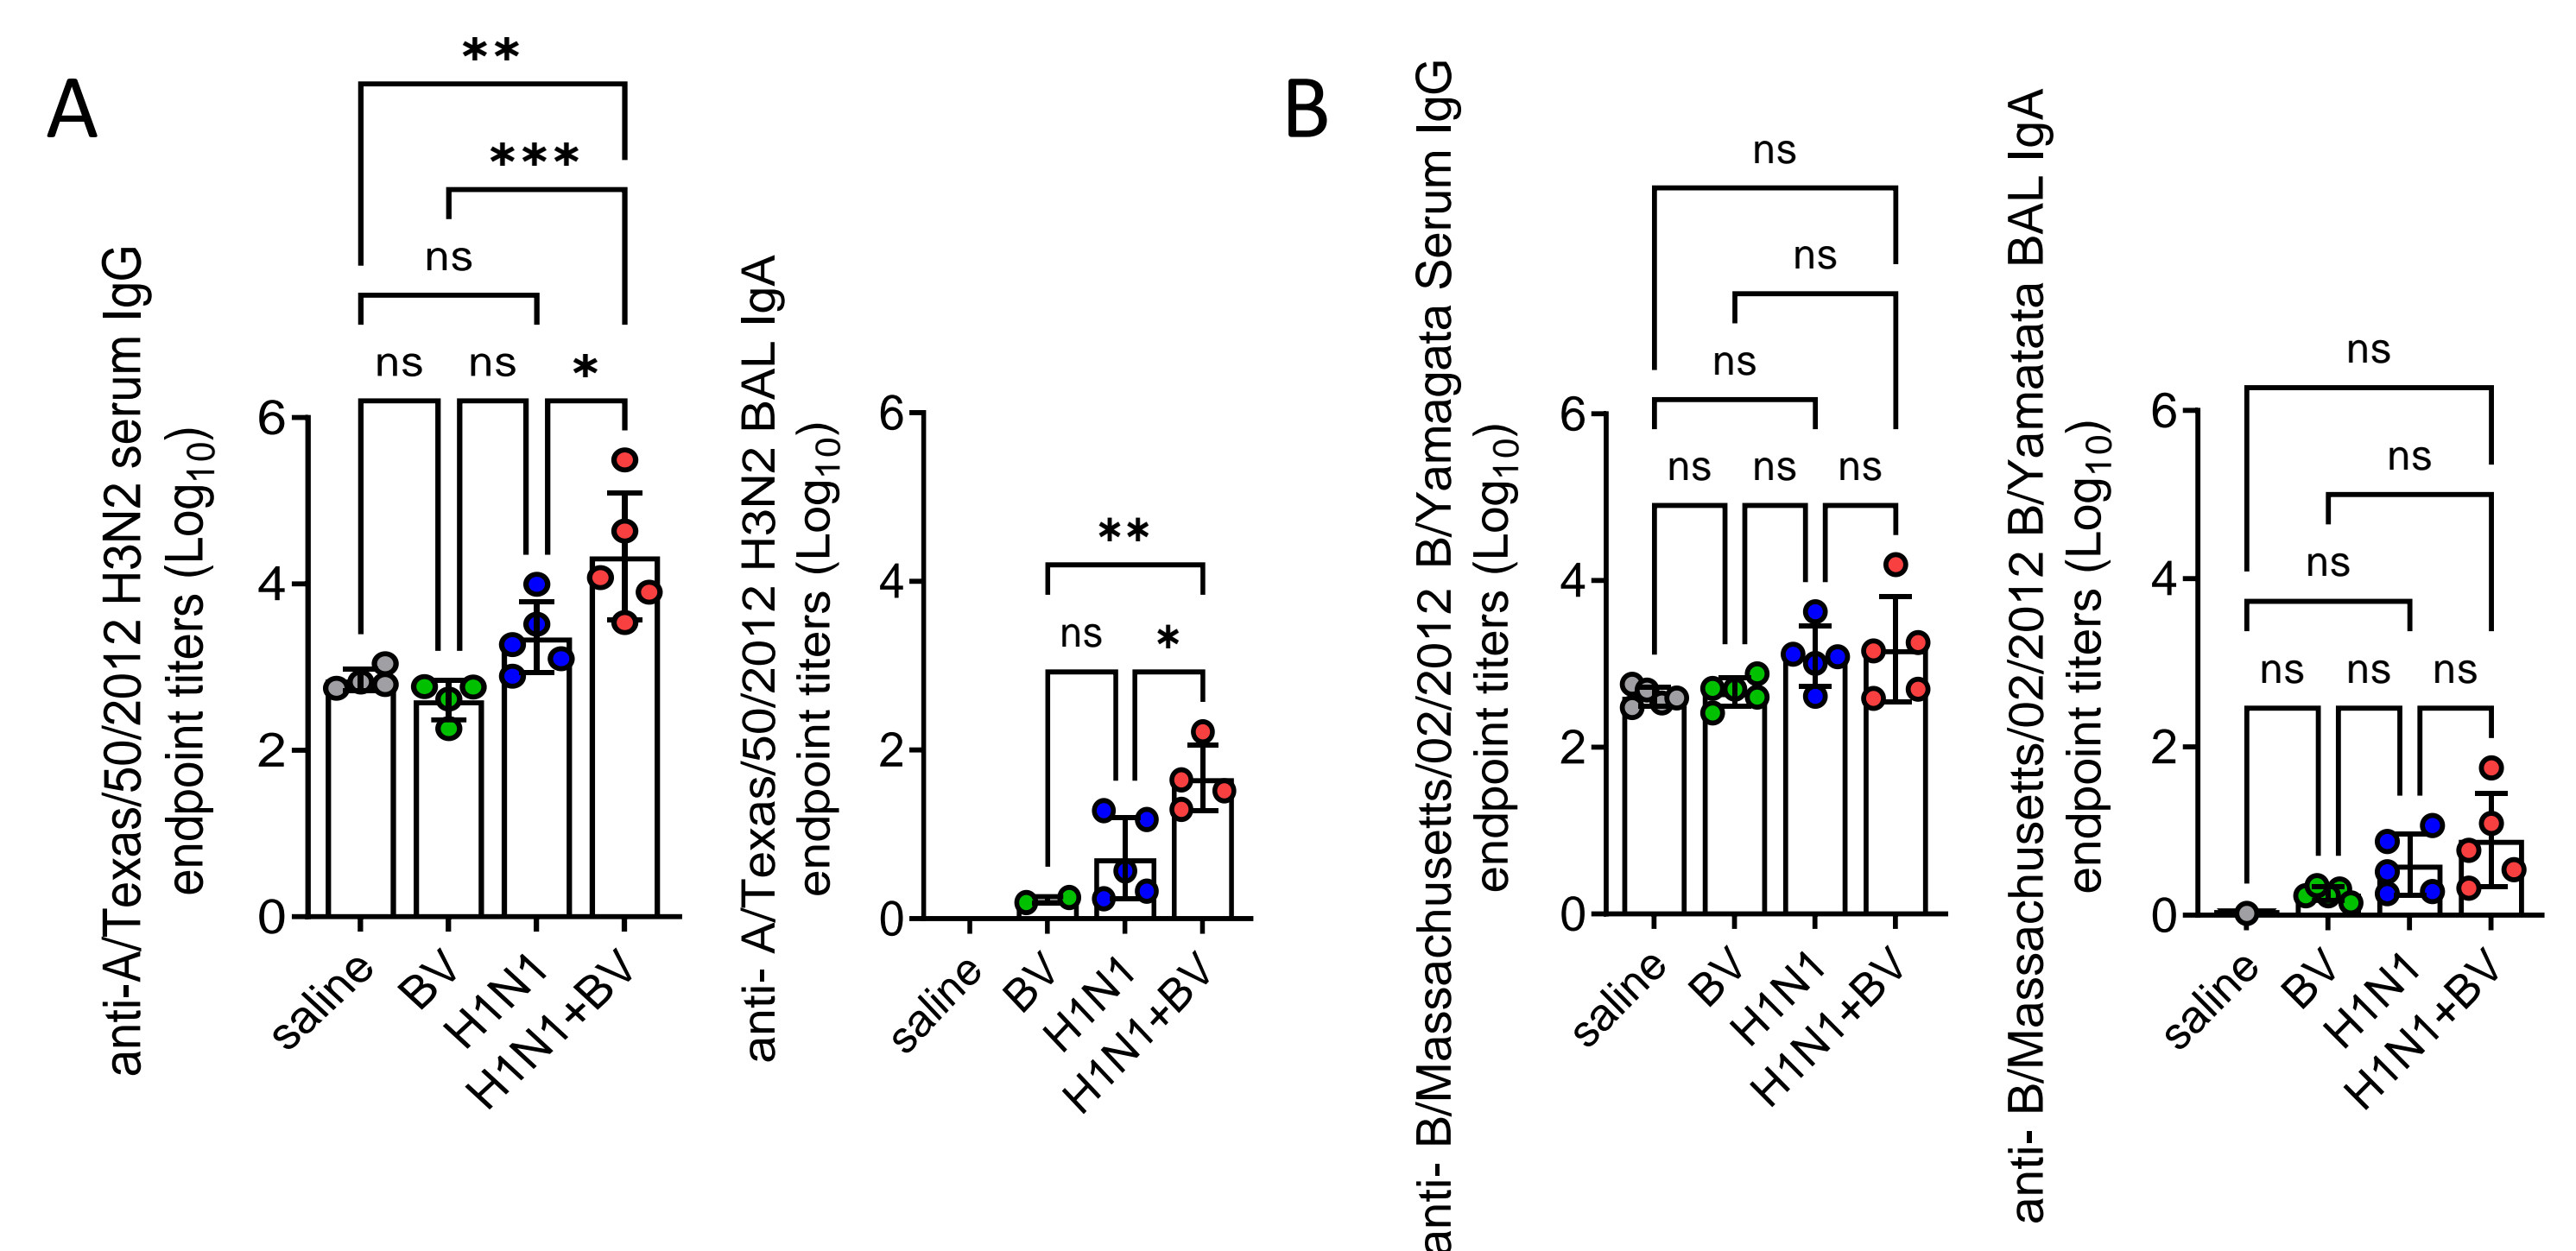 A
anti-A/Texas/50/2012 H3N2 serum IgG
endpoint titers (Log10)
**
***
ns
ns ns *
6
4
2
0
saline
BV
H1N1
H1N1+BV
anti- A/Texas/50/2012 H3N2 BAL IgA
endpoint titers (Log10)
**
ns *
6
4
2
0
saline
BV
H1N1
H1N1+BV
B
anti- B/Massachusetts/02/2012 B/Yamagata Serum IgG
endpoint titers (Log10)
ns
ns
ns
ns ns ns
6
4
2
0
saline
BV
H1N1
H1N1+BV
anti- B/Massachusetts/02/2012 B/Yamatata BAL IgA
endpoint titers (Log10)
ns
ns
ns
ns ns ns
6
4
2
0
saline
BV
H1N1
H1N1+BV